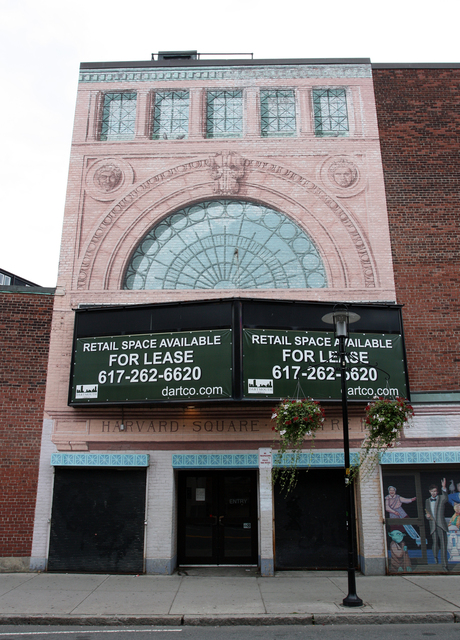 RETAIL SPACE AVAILABLE
FOR LEASE
617-262-6620
dartco.com
RETAIL SPACE AVAILABLE
FOR LEASE
617-262-6620
dartco.com
HARVARD · SQUARE ·
ENTRY